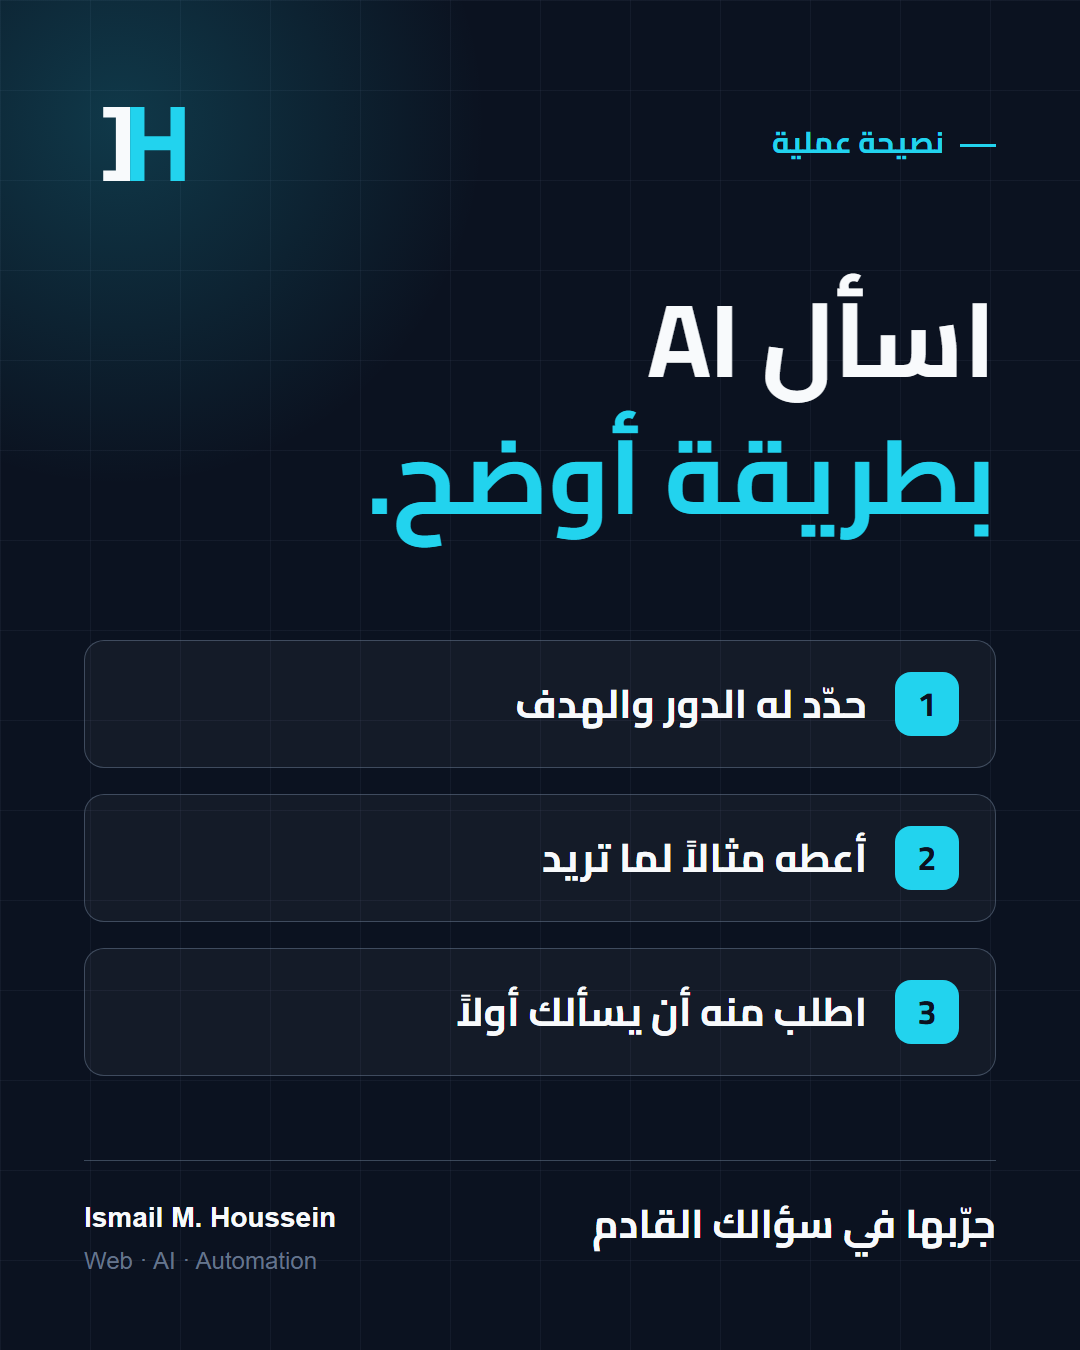 نصيحة عملية
IH
اسأل AI
بطريقة أوضح.
1 حدّد له الدور والهدف
2 أعطه مثالاً لما تريد
3 اطلب منه أن يسألك أولاً
جرّبها في سؤالك القادم
Ismail M. Houssein
Web · AI · Automation